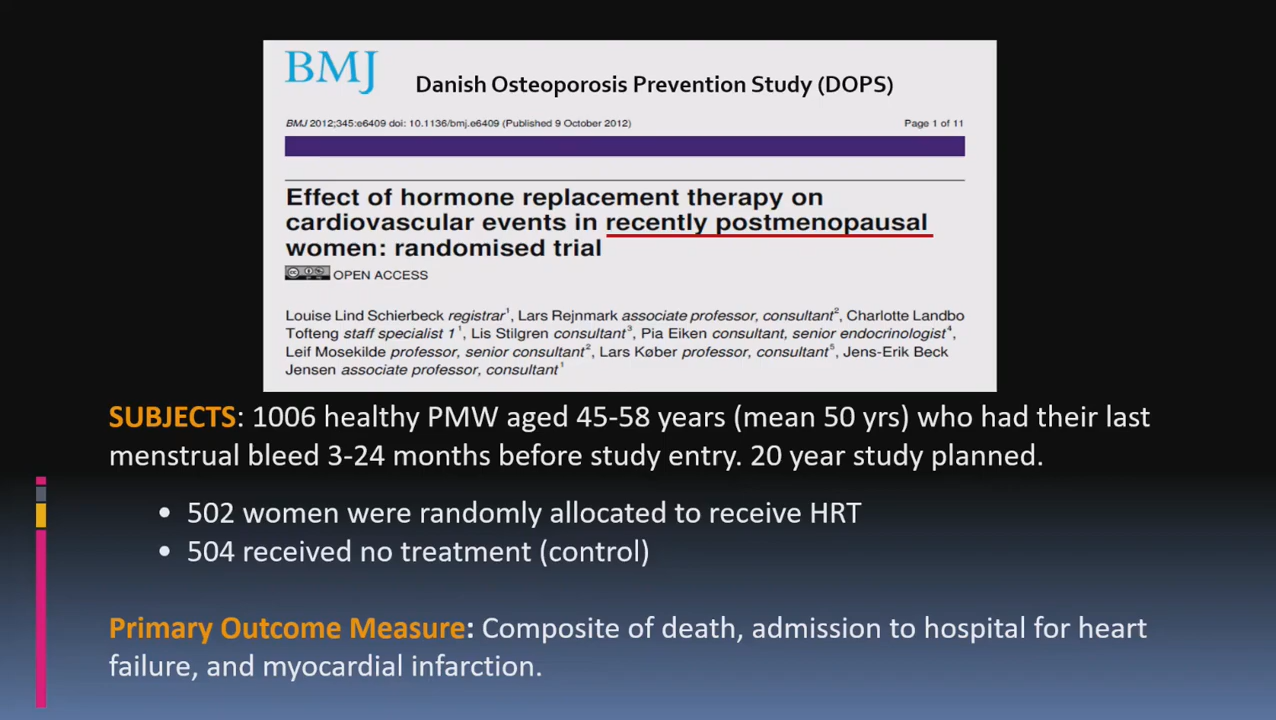 BMJ
Danish Osteoporosis Prevention Study (DOPS)
BMJ 2012;345:e6409 doi: 10.1136/bmj.e6409 (Published 9 October 2012)
Page 1 of 11
Effect of hormone replacement therapy on
cardiovascular events in recently postmenopausal
women: randomised trial
OPEN ACCESS
Louise Lind Schierbeck registrar1, Lars Rejnmark associate professor, consultant2, Charlotte Landbo
Tofteng staff specialist 1 1, Lis Stilgren consultant3, Pia Eiken consultant, senior endocrinologist4,
Leif Mosekilde professor, senior consultant2, Lars Køber professor, consultant5, Jens-Erik Beck
Jensen associate professor, consultant1
SUBJECTS: 1006 healthy PMW aged 45-58 years (mean 50 yrs) who had their last
menstrual bleed 3-24 months before study entry. 20 year study planned.
• 502 women were randomly allocated to receive HRT
• 504 received no treatment (control)
Primary Outcome Measure: Composite of death, admission to hospital for heart
failure, and myocardial infarction.